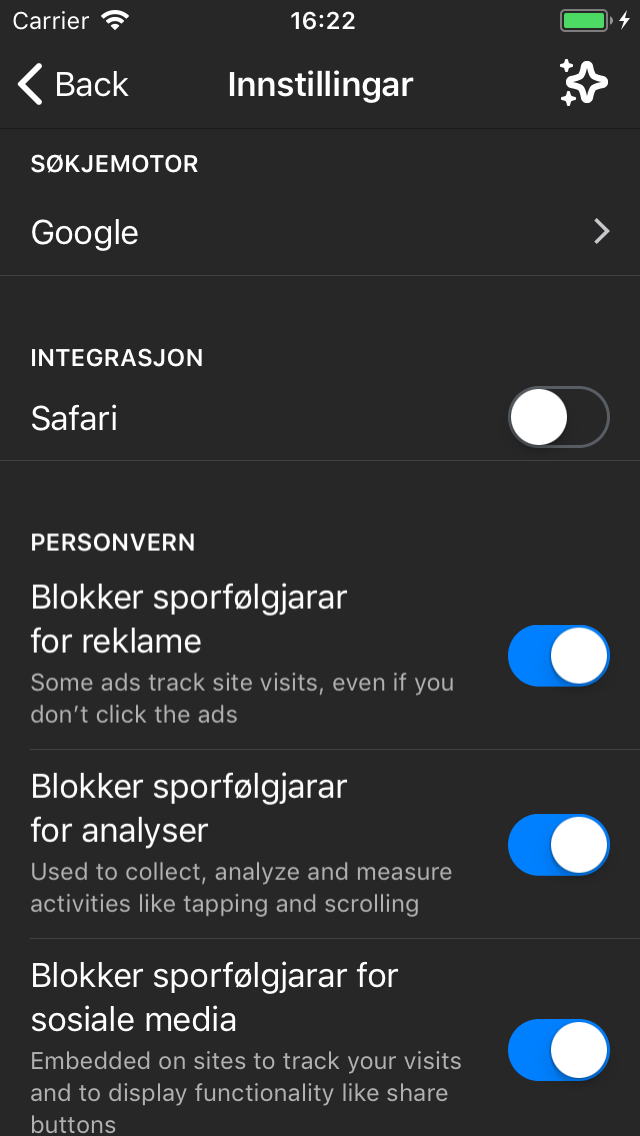 Carrier 16:22
Back Innstillingar
SØKJEMOTOR
Google
INTEGRASJON
Safari
PERSONVERN
Blokker sporfølgjarar
for reklame
Some ads track site visits, even if you
don’t click the ads
Blokker sporfølgjarar
for analyser
Used to collect, analyze and measure
activities like tapping and scrolling
Blokker sporfølgjarar for
sosiale media
Embedded on sites to track your visits
and to display functionality like share
buttons